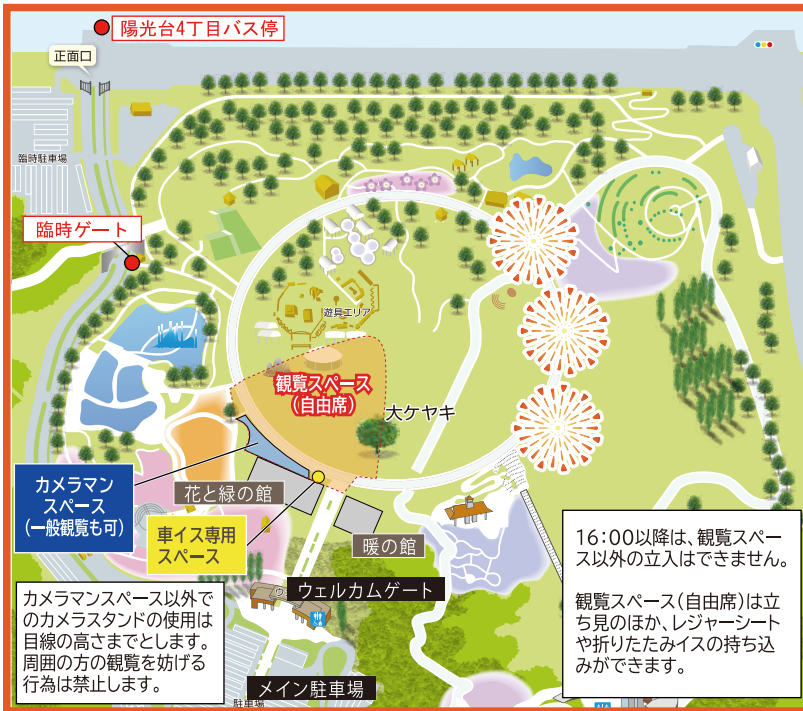 陽光台4丁目バス停
正面口
臨時駐車場
臨時ゲート
遊具エリア
観覧スペース
(自由席)
大ケヤキ
カメラマン
スペース
(一般観覧も可)
花と緑の館
車イス専用
スペース
暖の館
ウェルカムゲート
カメラマンスペース以外で
のカメラスタンドの使用は
目線の高さまでとします。
周囲の方の観覧を妨げる
行為は禁止します。
16:00以降は、観覧スペー
ス以外の立入はできません。
観覧スペース(自由席)は立
ち見のほか、レジャーシート
や折りたたみイスの持ち込
みができます。
メイン駐車場
駐車場